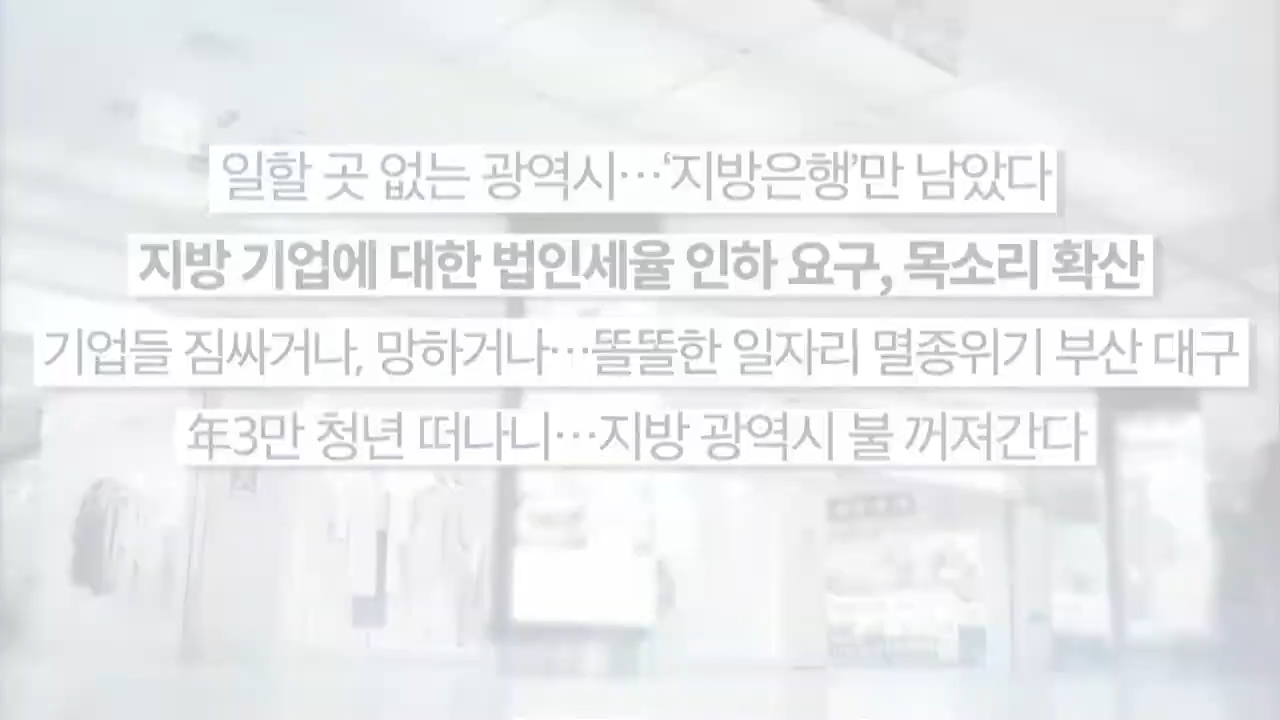 일할 곳 없는 광역시…‘지방은행’만 남았다
지방 기업에 대한 법인세율 인하 요구, 목소리 확산
기업들 짐싸거나, 망하거나…똘똘한 일자리 멸종위기 부산 대구
年3만 청년 떠나니…지방 광역시 불 꺼져간다